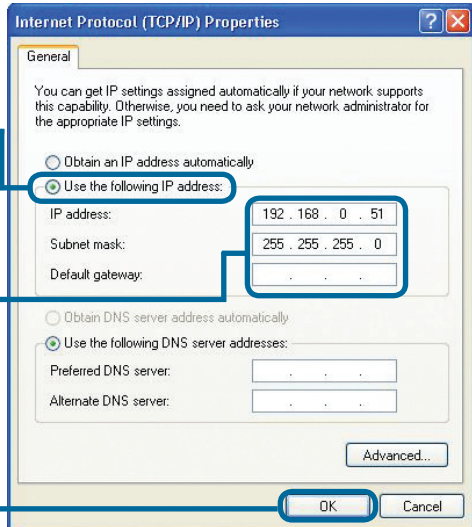 Internet Protocol (TCP/IP) Properties
General
You can get IP settings assigned automatically if your network supports
this capability. Otherwise, you need to ask your network administrator for
the appropriate IP settings.
Obtain an IP address automatically
Use the following IP address:
IP address: 192 . 168 . 0 . 51
Subnet mask: 255 . 255 . 255 . 0
Default gateway: . . .
Obtain DNS server address automatically
Use the following DNS server addresses:
Preferred DNS server: . . .
Alternate DNS server: . . .
Advanced...
OK Cancel